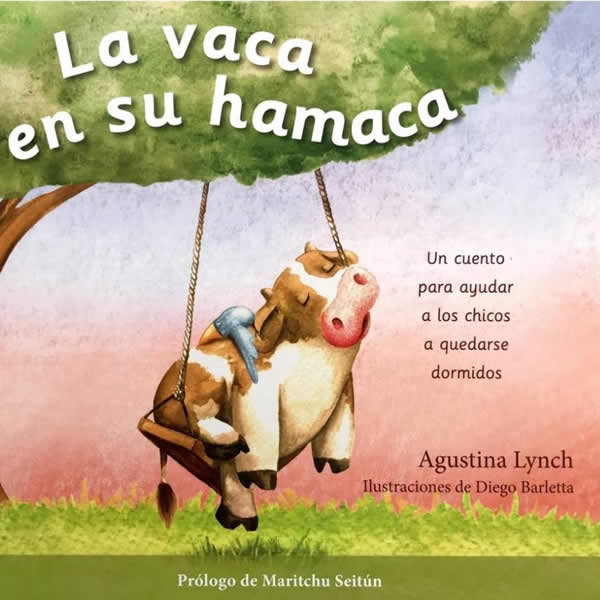 La vaca
en su hamaca
Un cuento
para ayudar
a los chicos
a quedarse
dormidos
Agustina Lynch
Ilustraciones de Diego Barletta
Prólogo de Maritchu Seitún